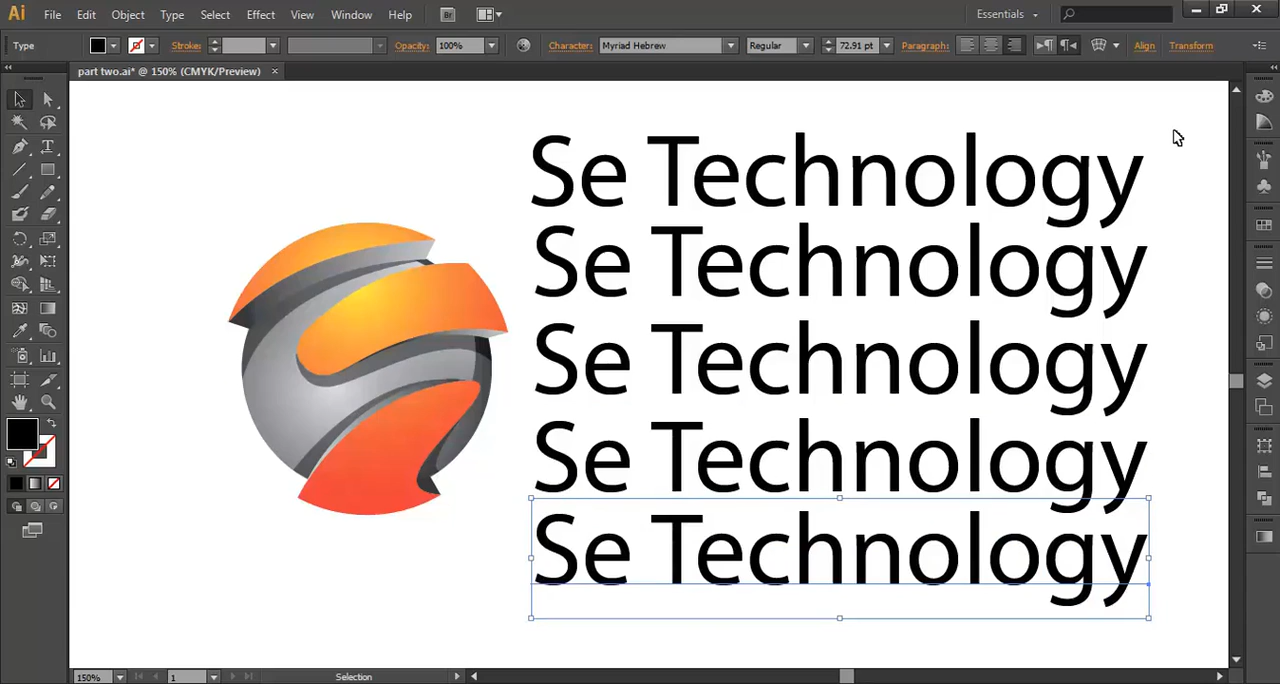 Ai File Edit Object Type Select Effect View Window Help Br Essentials
Type Stroke: Opacity: 100% Character: Myriad Hebrew Regular 72.91 pt Paragraph: Align Transform
part two.ai* @ 150% (CMYK/Preview) ×
Se Technology
Se Technology
Se Technology
Se Technology
Se Technology
150% 1 Selection